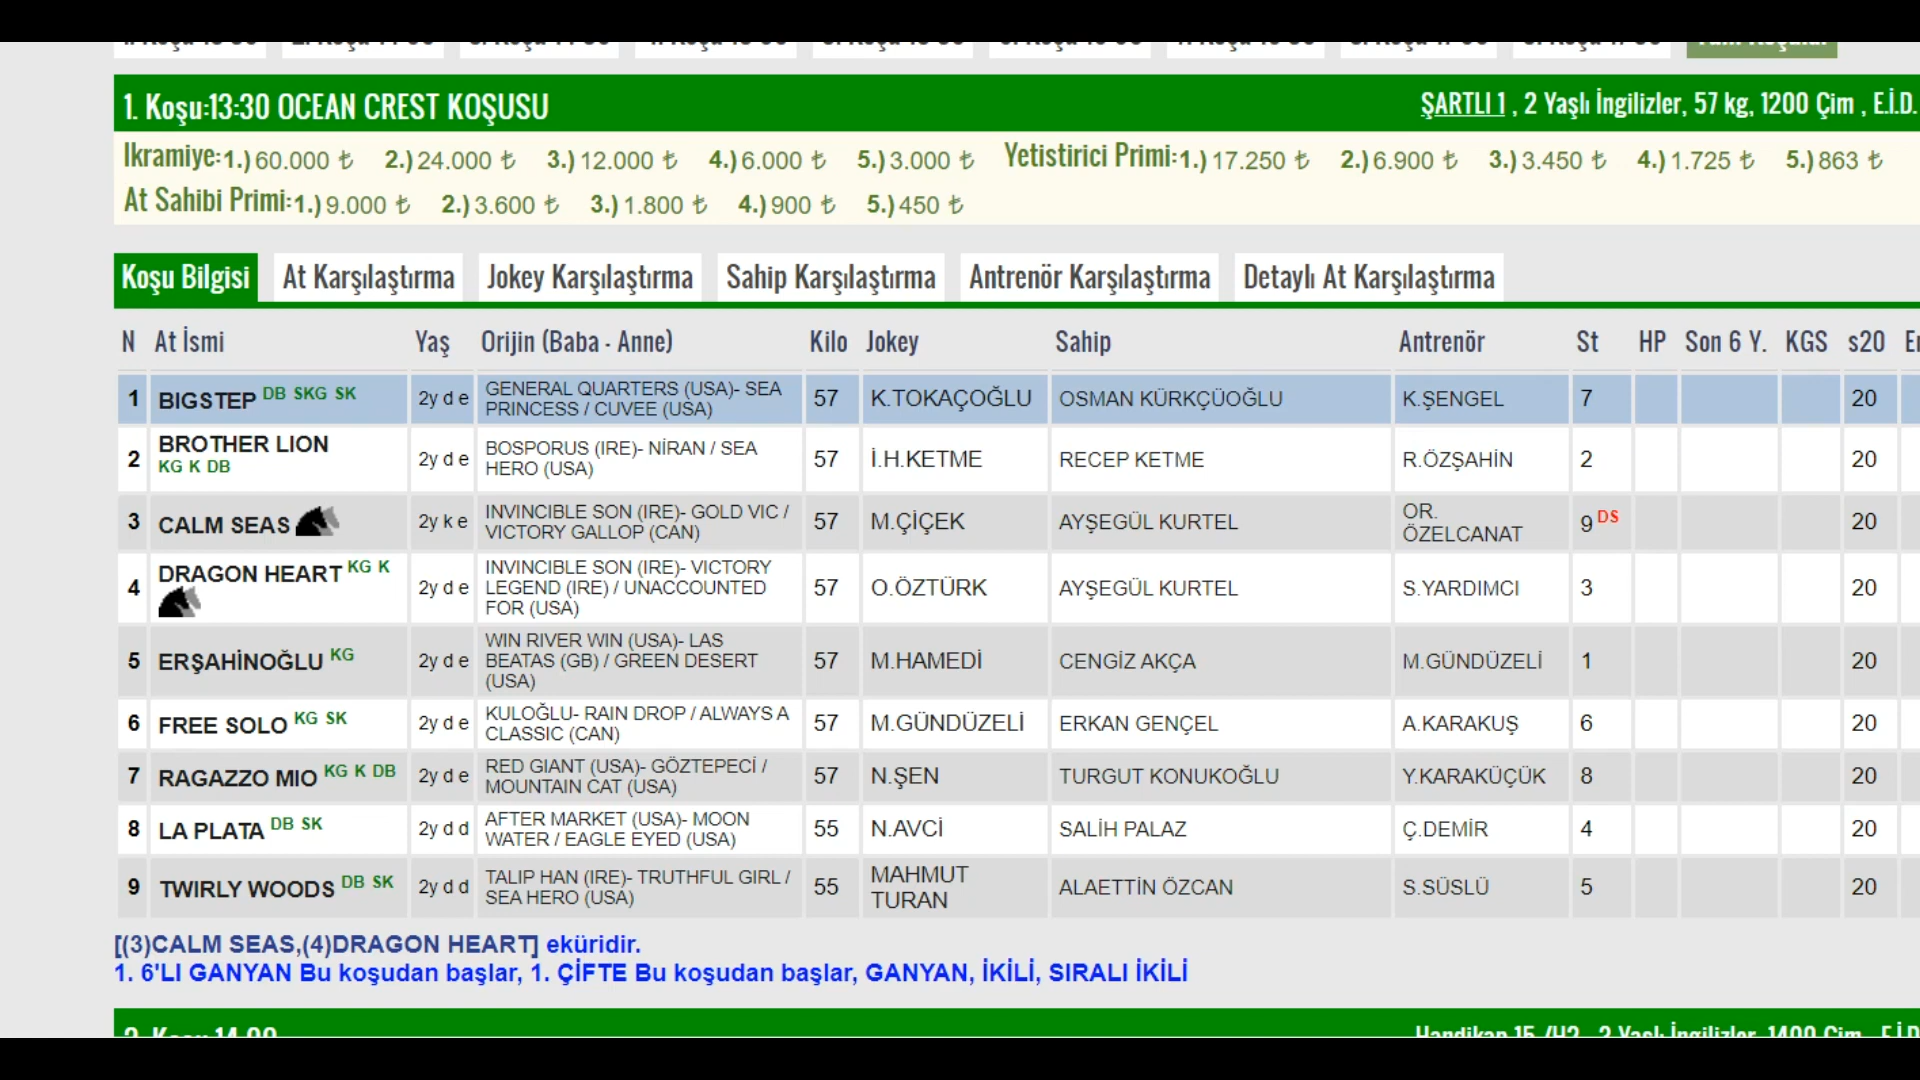 1. Koşu:13:30 OCEAN CREST KOŞUSU
ŞARTLI 1 , 2 Yaşlı İngilizler, 57 kg, 1200 Çim , E.İ.D.
Ikramiye:1.) 60.000 ₺ 2.) 24.000 ₺ 3.) 12.000 ₺ 4.) 6.000 ₺ 5.) 3.000 ₺ Yetistirici Primi:1.) 17.250 ₺ 2.) 6.900 ₺ 3.) 3.450 ₺ 4.) 1.725 ₺ 5.) 863 ₺
At Sahibi Primi:1.) 9.000 ₺ 2.) 3.600 ₺ 3.) 1.800 ₺ 4.) 900 ₺ 5.) 450 ₺
Koşu Bilgisi At Karşılaştırma Jokey Karşılaştırma Sahip Karşılaştırma Antrenör Karşılaştırma Detaylı At Karşılaştırma
N At İsmi Yaş Orijin (Baba - Anne) Kilo Jokey Sahip Antrenör St HP Son 6 Y. KGS s20
1 BIGSTEP DB SKG SK 2y d e GENERAL QUARTERS (USA)- SEA PRINCESS / CUVEE (USA) 57 K.TOKAÇOĞLU OSMAN KÜRKÇÜOĞLU K.ŞENGEL 7 20
2 BROTHER LION KG K DB 2y d e BOSPORUS (IRE)- NİRAN / SEA HERO (USA) 57 İ.H.KETME RECEP KETME R.ÖZŞAHİN 2 20
3 CALM SEAS 2y k e INVINCIBLE SON (IRE)- GOLD VIC / VICTORY GALLOP (CAN) 57 M.ÇİÇEK AYŞEGÜL KURTEL OR. ÖZELCANAT 9 DS 20
4 DRAGON HEART KG K 2y d e INVINCIBLE SON (IRE)- VICTORY LEGEND (IRE) / UNACCOUNTED FOR (USA) 57 O.ÖZTÜRK AYŞEGÜL KURTEL S.YARDIMCI 3 20
5 ERŞAHİNOĞLU KG 2y d e WIN RIVER WIN (USA)- LAS BEATAS (GB) / GREEN DESERT (USA) 57 M.HAMEDİ CENGİZ AKÇA M.GÜNDÜZELİ 1 20
6 FREE SOLO KG SK 2y d e KULOĞLU- RAIN DROP / ALWAYS A CLASSIC (CAN) 57 M.GÜNDÜZELİ ERKAN GENÇEL A.KARAKUŞ 6 20
7 RAGAZZO MIO KG K DB 2y d e RED GIANT (USA)- GÖZTEPECİ / MOUNTAIN CAT (USA) 57 N.ŞEN TURGUT KONUKOĞLU Y.KARAKÜÇÜK 8 20
8 LA PLATA DB SK 2y d d AFTER MARKET (USA)- MOON WATER / EAGLE EYED (USA) 55 N.AVCİ SALİH PALAZ Ç.DEMİR 4 20
9 TWIRLY WOODS DB SK 2y d d TALIP HAN (IRE)- TRUTHFUL GIRL / SEA HERO (USA) 55 MAHMUT TURAN ALAETTİN ÖZCAN S.SÜSLÜ 5 20
[(3)CALM SEAS,(4)DRAGON HEART] eküridir.
1. 6'LI GANYAN Bu koşudan başlar, 1. ÇİFTE Bu koşudan başlar, GANYAN, İKİLİ, SIRALI İKİLİ